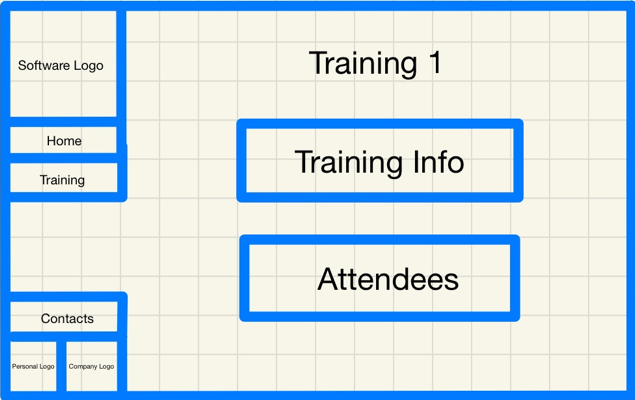 Software Logo
Home
Training
Contacts
Personal Logo
Company Logo
Training 1
Training Info
Attendees